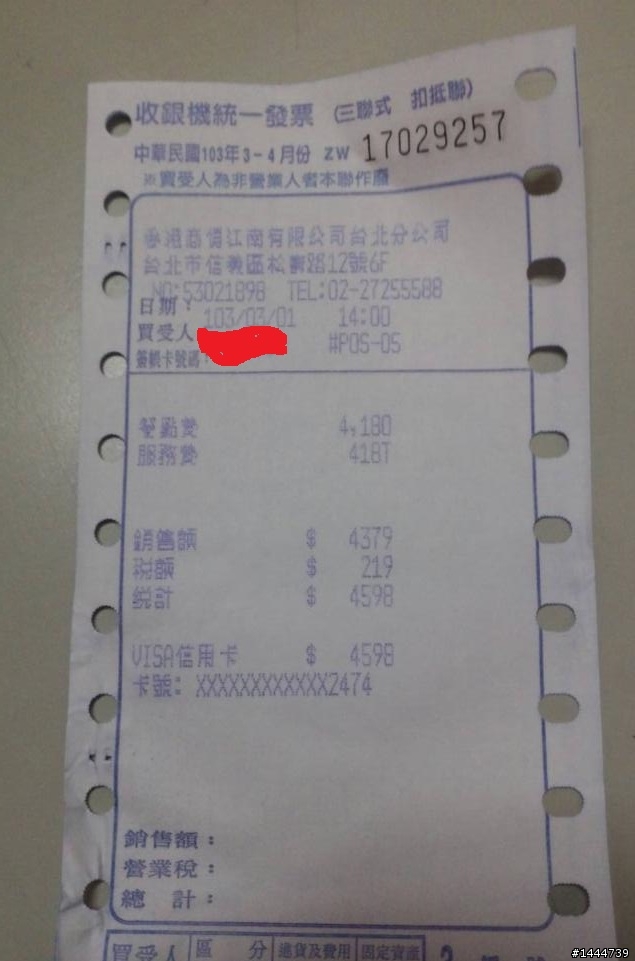 收銀機統一發票 (三聯式 扣抵聯)
中華民國103年3-4月份 ZW 17029257
※買受人為非營業人者本聯作廢
香港商情江南有限公司台北分公司
台北市信義區松壽路12號6F
NO:53021898 TEL:02-27255588
日期: 103/03/01 14:00
買受人 #POS-05
簽帳卡號碼:
餐點費 4,180
服務費 418T
銷售額 $ 4379
稅額 $ 219
總計 $ 4598
VISA信用卡 $ 4598
卡號: XXXXXXXXXXXX2474
銷售額:
營業稅:
總 計:
買受人 區 分 進貨及費用 固定資產
#1444739